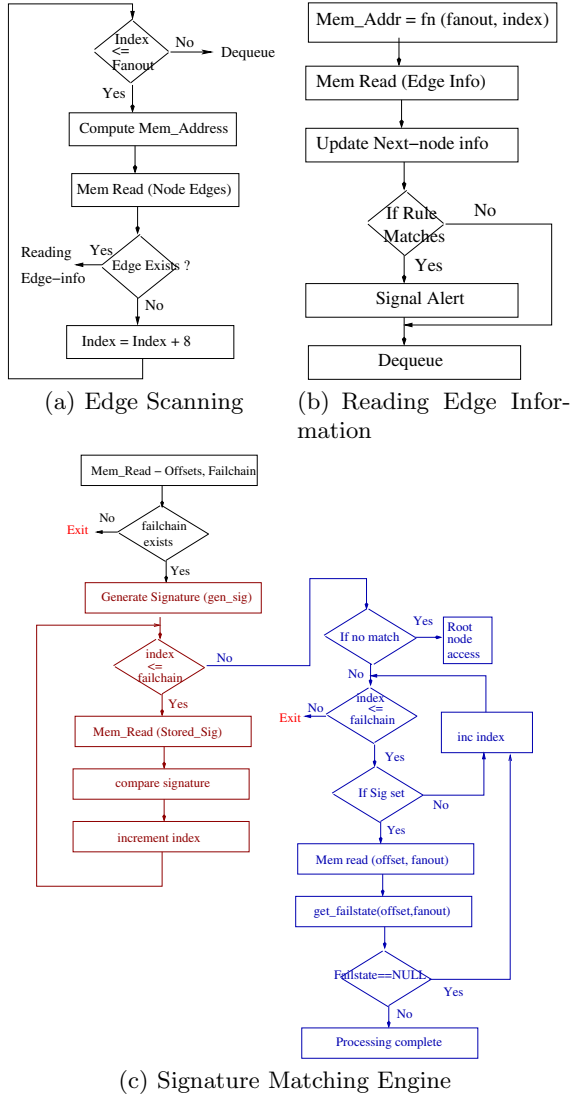 Index
<=
Fanout
No
Dequeue
Yes
Compute Mem_Address
Mem Read (Node Edges)
Reading
Edge-info
Yes
Edge Exists ?
No
Index = Index + 8
(a) Edge Scanning
Mem_Addr = fn (fanout, index)
Mem Read (Edge Info)
Update Next-node info
If Rule
Matches
No
Yes
Signal Alert
Dequeue
(b) Reading Edge Infor-
mation
Mem_Read - Offsets, Failchain
failchain
exists
No
Exit
Yes
Generate Signature (gen_sig)
index
<=
failchain
No
Yes
Mem_Read (Stored_Sig)
compare signature
increment index
If no match
Yes
Root
node
access
No
index
<=
failchain
No
Exit
inc index
Yes
If Sig set
No
Yes
Mem read (offset, fanout)
get_failstate(offset,fanout)
Failstate==NULL
Yes
No
Processing complete
(c) Signature Matching Engine